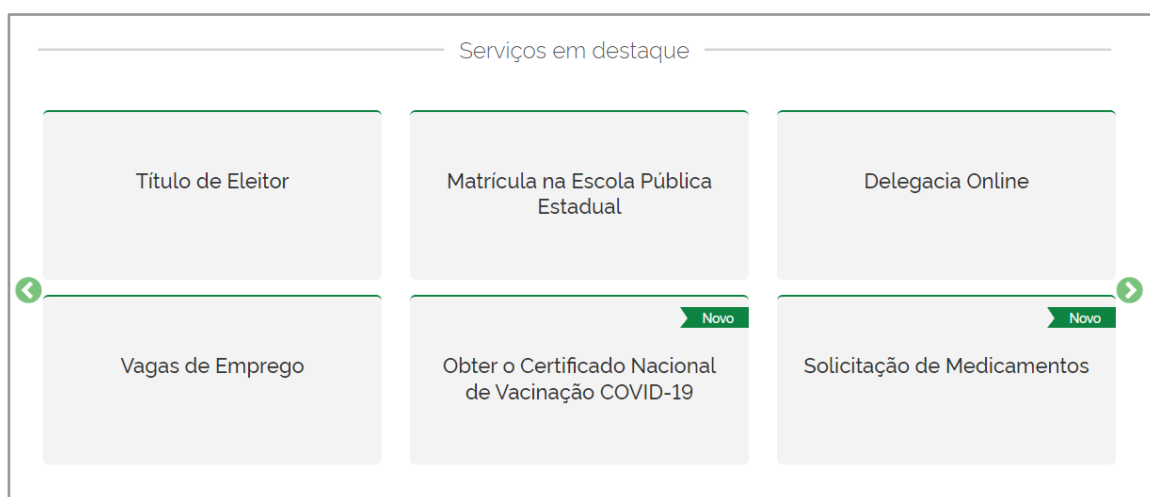 Serviços em destaque
Título de Eleitor
Matrícula na Escola Pública
Estadual
Delegacia Online
Vagas de Emprego
Novo
Obter o Certificado Nacional
de Vacinação COVID-19
Novo
Solicitação de Medicamentos